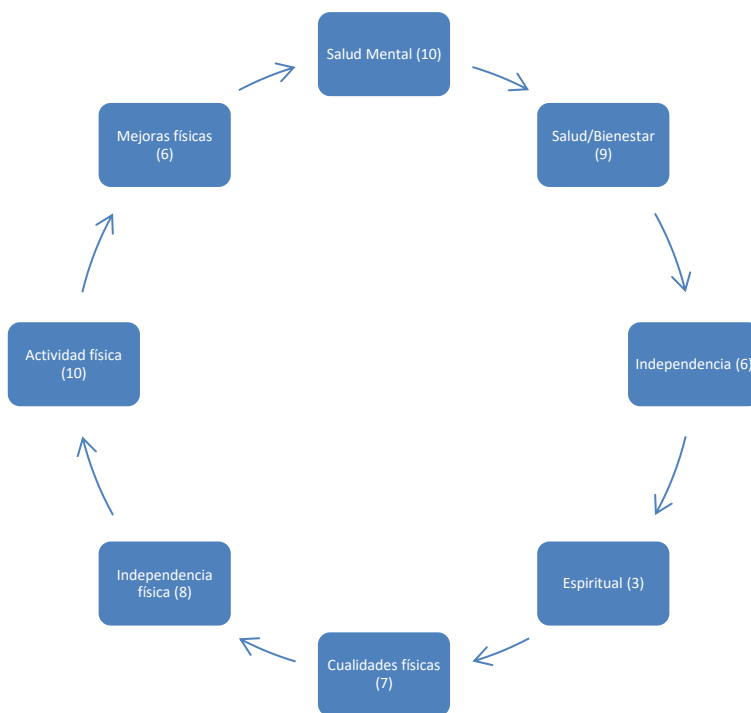 Salud Mental (10)
Salud/Bienestar
(9)
Independencia (6)
Espiritual (3)
Cualidades físicas
(7)
Independencia
física (8)
Actividad física
(10)
Mejoras físicas
(6)